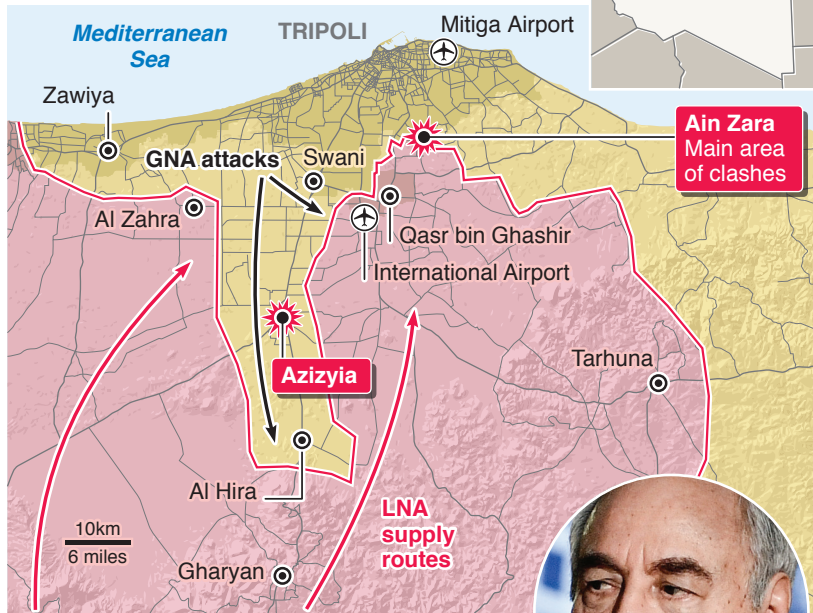 Mediterranean
Sea
TRIPOLI
Mitiga Airport
Zawiya
GNA attacks
Swani
Ain Zara
Main area
of clashes
Al Zahra
Qasr bin Ghashir
International Airport
Azizyia
Tarhuna
Al Hira
LNA
supply
routes
10km
6 miles
Gharyan